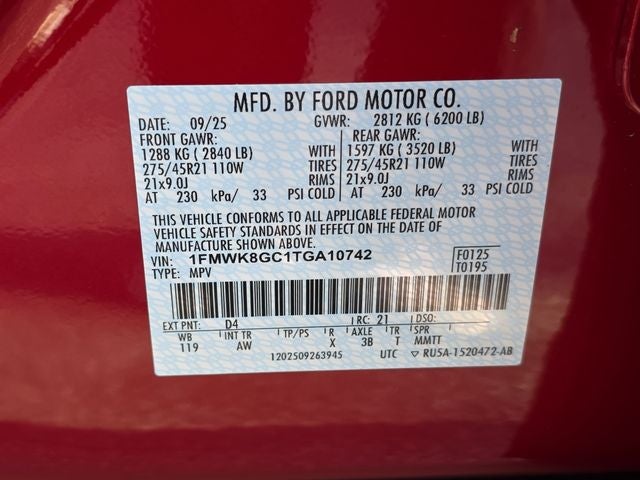 MFD. BY FORD MOTOR CO.
DATE: 09/25 GVWR: 2812 KG ( 6200 LB)
FRONT GAWR: REAR GAWR:
1288 KG ( 2840 LB) WITH 1597 KG ( 3520 LB) WITH
275/45R21 110W TIRES 275/45R21 110W TIRES
21x9.0J RIMS 21x9.0J RIMS
AT 230 kPa/ 33 PSI COLD AT 230 kPa/ 33 PSI COLD
THIS VEHICLE CONFORMS TO ALL APPLICABLE FEDERAL MOTOR
VEHICLE SAFETY STANDARDS IN EFFECT ON THE DATE OF
MANUFACTURE SHOWN ABOVE.
VIN: 1FMWK8GC1TGA10742 F0125
TYPE: MPV T0195
EXT PNT: D4 RC: 21 DSO:
WB INT TR TP/PS R AXLE TR SPR
119 AW X 3B T MMTT
1202509263945 UTC ▽ RU5A-1520472-AB